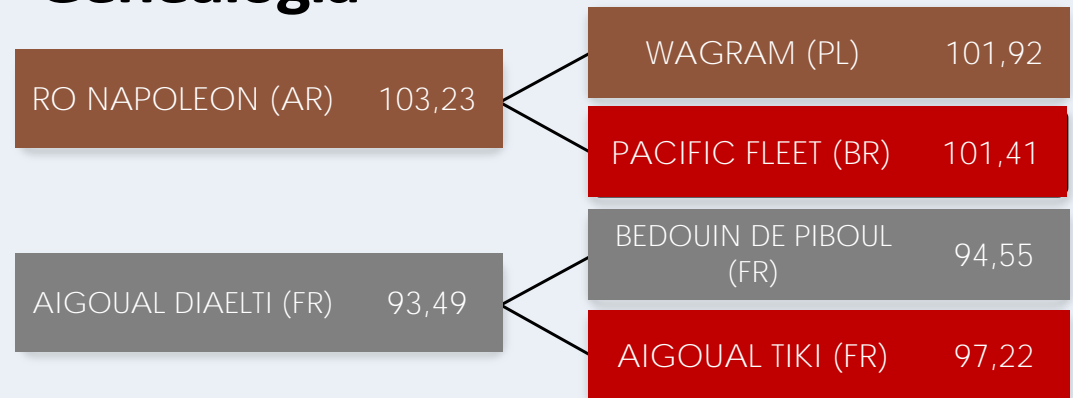 Genealogia
WAGRAM (PL) 101,92
RO NAPOLEON (AR) 103,23
PACIFIC FLEET (BR) 101,41
BEDOUIN DE PIBOUL
(FR) 94,55
AIGOUAL DIAELTI (FR) 93,49
AIGOUAL TIKI (FR) 97,22